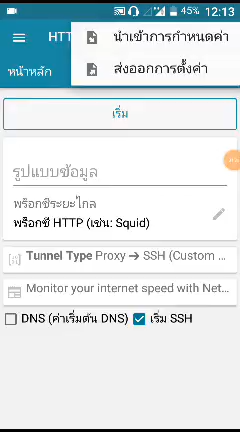 45% 12:13
HTT
นำเข้าการกำหนดค่า
ส่งออกการตั้งค่า
หน้าหลัก
เริ่ม
รูปแบบข้อมูล
พร็อกซีระยะไกล
พร็อกซี HTTP (เช่น: Squid)
Tunnel Type Proxy ➔ SSH (Custom ...
Monitor your internet speed with Net...
DNS (ค่าเริ่มต้น DNS) เริ่ม SSH